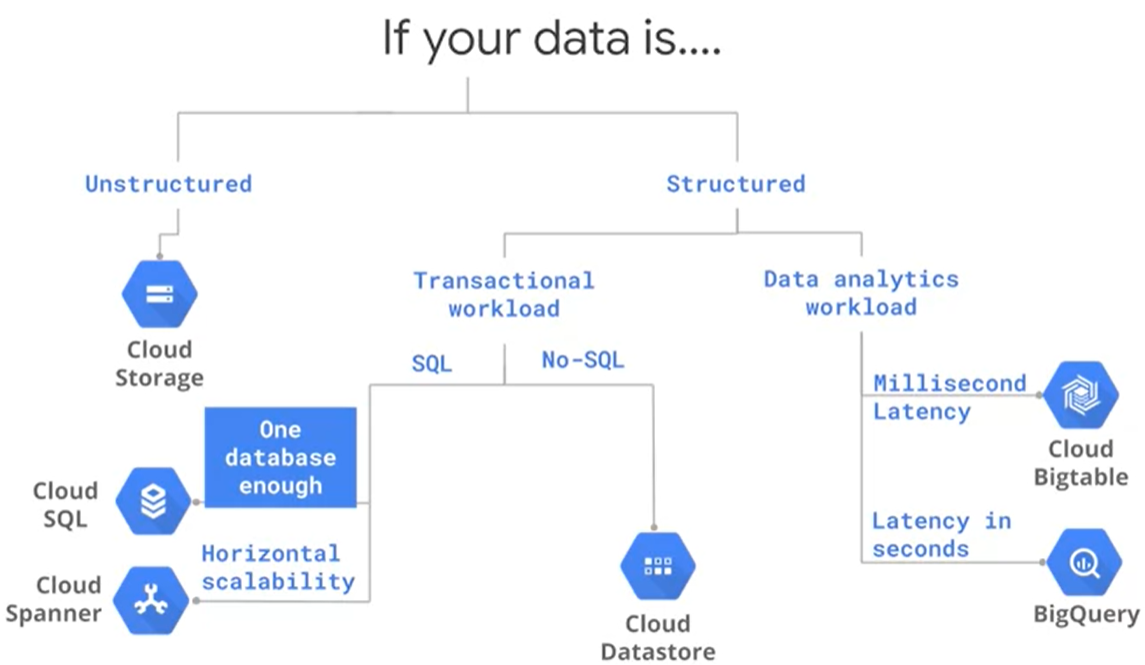 If your data is....
Unstructured
Structured
Cloud
Storage
Transactional
workload
Data analytics
workload
SQL
No-SQL
One
database
enough
Cloud
SQL
Horizontal
scalability
Cloud
Spanner
Cloud
Datastore
Millisecond
Latency
Cloud
Bigtable
Latency in
seconds
BigQuery